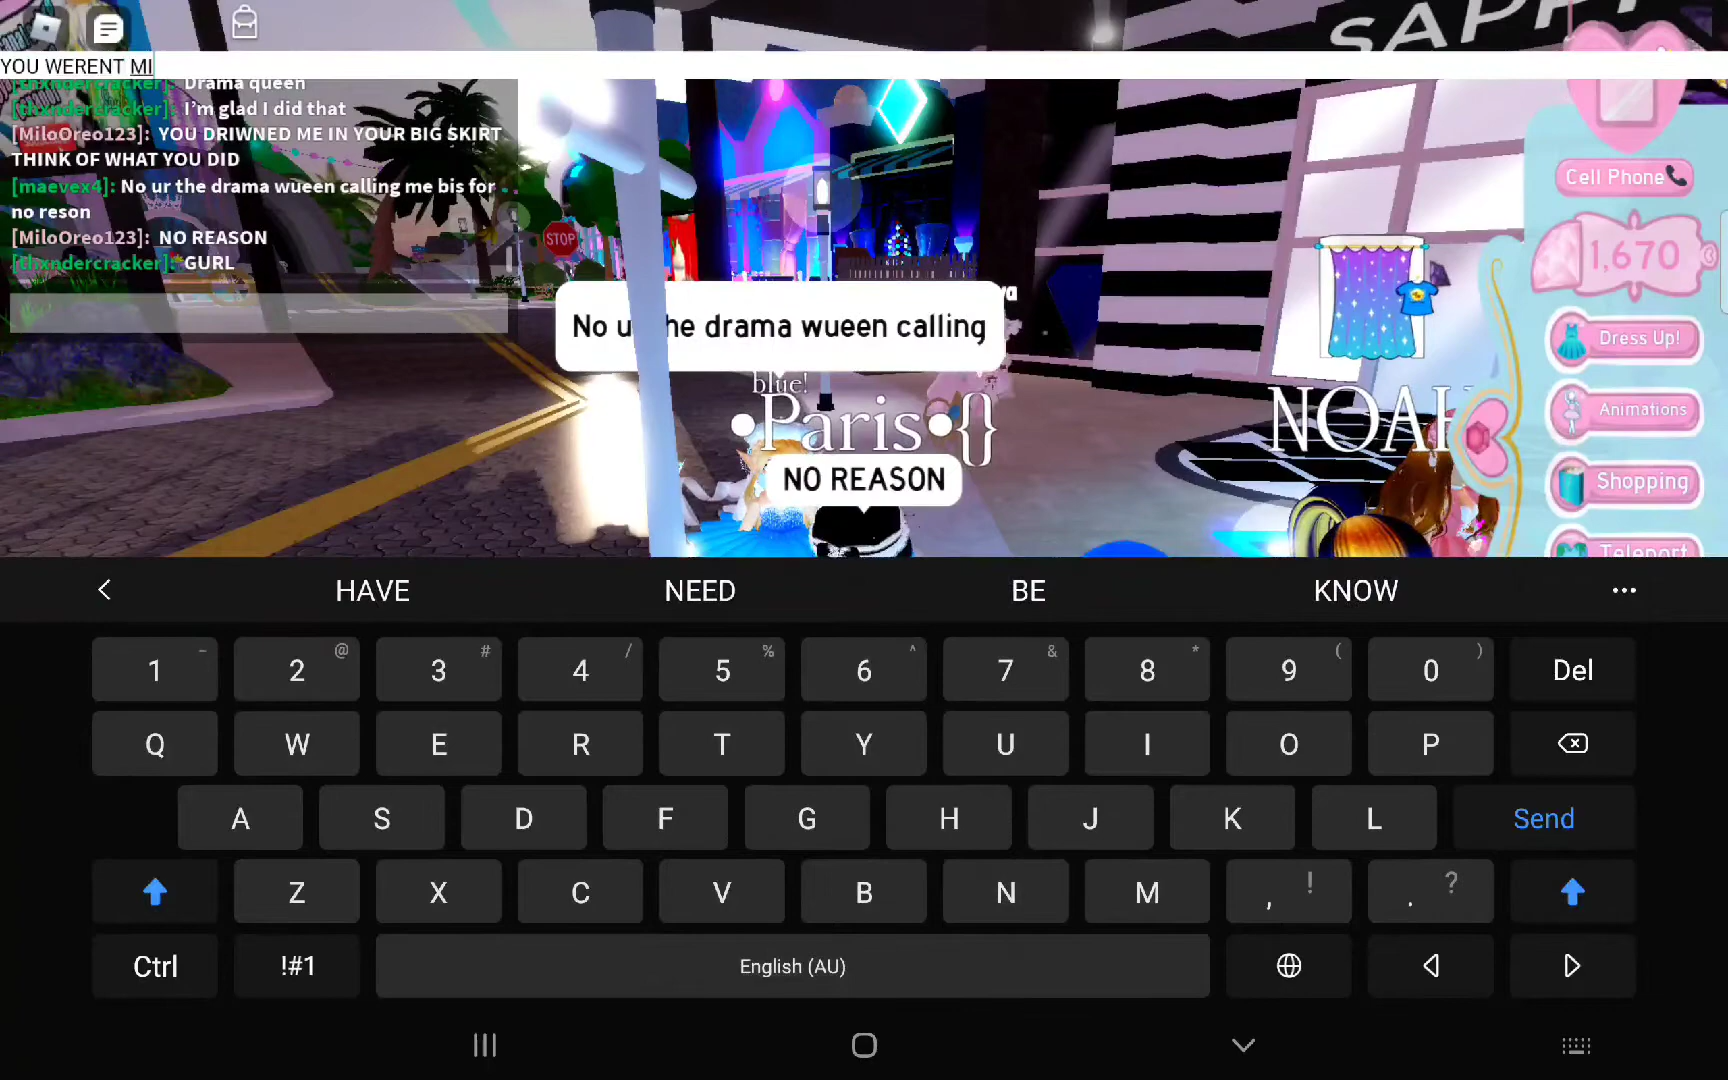 SAPP
YOU WERENT MI
[thxndercracker]: Drama queen
[thxndercracker]: I'm glad I did that
[MiloOreo123]: YOU DRIWNED ME IN YOUR BIG SKIRT
THINK OF WHAT YOU DID
[maevex4]: No ur the drama wueen calling me bis for
no reson
[MiloOreo123]: NO REASON
[thxndercracker]: GURL
STOP
No u he drama wueen calling
blue!
•Paris•{}
NO REASON
NOAH
Cell Phone
1,670
Dress Up!
Animations
Shopping
Teleport
HAVE NEED BE KNOW ...
1 - 2 @ 3 # 4 / 5 % 6 ^ 7 & 8 * 9 ( 0 ) Del
Q W E R T Y U I O P
A S D F G H J K L Send
Z X C V B N M , ! . ?
Ctrl !#1 English (AU)